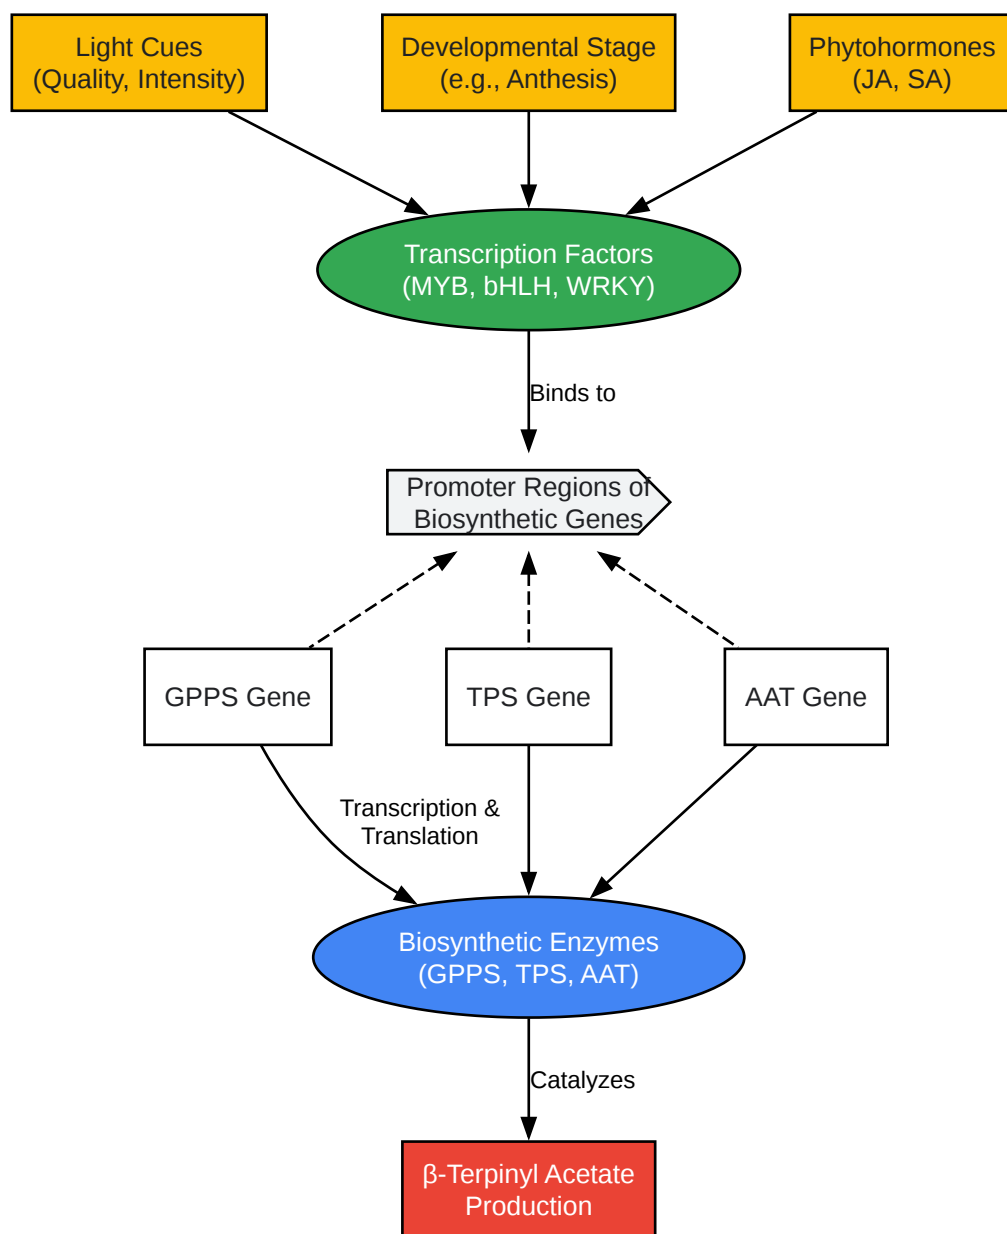 Light Cues
(Quality, Intensity)
Developmental Stage
(e.g., Anthesis)
Phytohormones
(JA, SA)
Transcription Factors
(MYB, bHLH, WRKY)
Binds to
Promoter Regions of
Biosynthetic Genes
GPPS Gene
TPS Gene
AAT Gene
Transcription &
Translation
Biosynthetic Enzymes
(GPPS, TPS, AAT)
Catalyzes
β-Terpinyl Acetate
Production